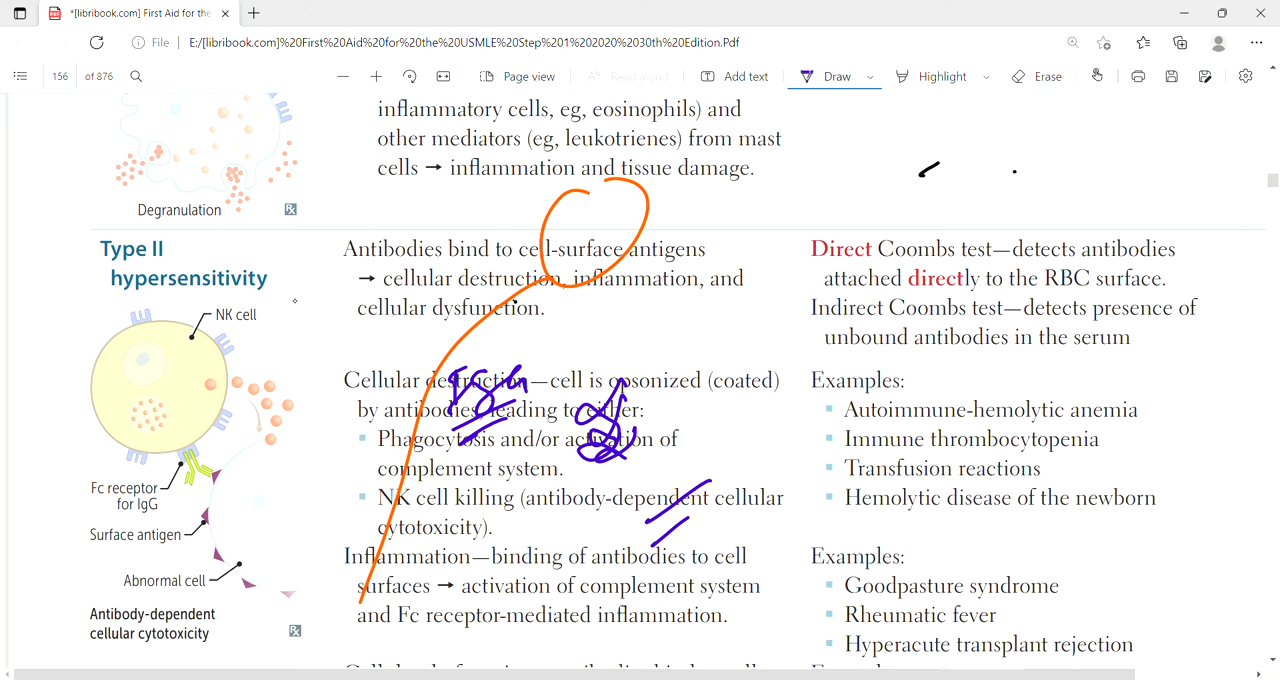 *[libribook.com] First Aid for the
File
E:/[libribook.com]%20First%20Aid%20for%20the%20USMLE%20Step%201%202020%2030th%20Edition.Pdf
156 of 876
Page view
Read aloud
Add text
Draw
Highlight
Erase
inflammatory cells, eg, eosinophils) and
other mediators (eg, leukotrienes) from mast
cells → inflammation and tissue damage.
Degranulation
Rx
Type II
hypersensitivity
NK cell
Fc receptor
for IgG
Surface antigen
Abnormal cell
Antibody-dependent
cellular cytotoxicity
Rx
Antibodies bind to cell-surface antigens
→ cellular destruction, inflammation, and
cellular dysfunction.
Cellular destruction—cell is opsonized (coated)
by antibodies, leading to either:
Phagocytosis and/or activation of
complement system.
NK cell killing (antibody-dependent cellular
cytotoxicity).
Inflammation—binding of antibodies to cell
surfaces → activation of complement system
and Fc receptor-mediated inflammation.
Direct Coombs test—detects antibodies
attached directly to the RBC surface.
Indirect Coombs test—detects presence of
unbound antibodies in the serum
Examples:
Autoimmune-hemolytic anemia
Immune thrombocytopenia
Transfusion reactions
Hemolytic disease of the newborn
Examples:
Goodpasture syndrome
Rheumatic fever
Hyperacute transplant rejection